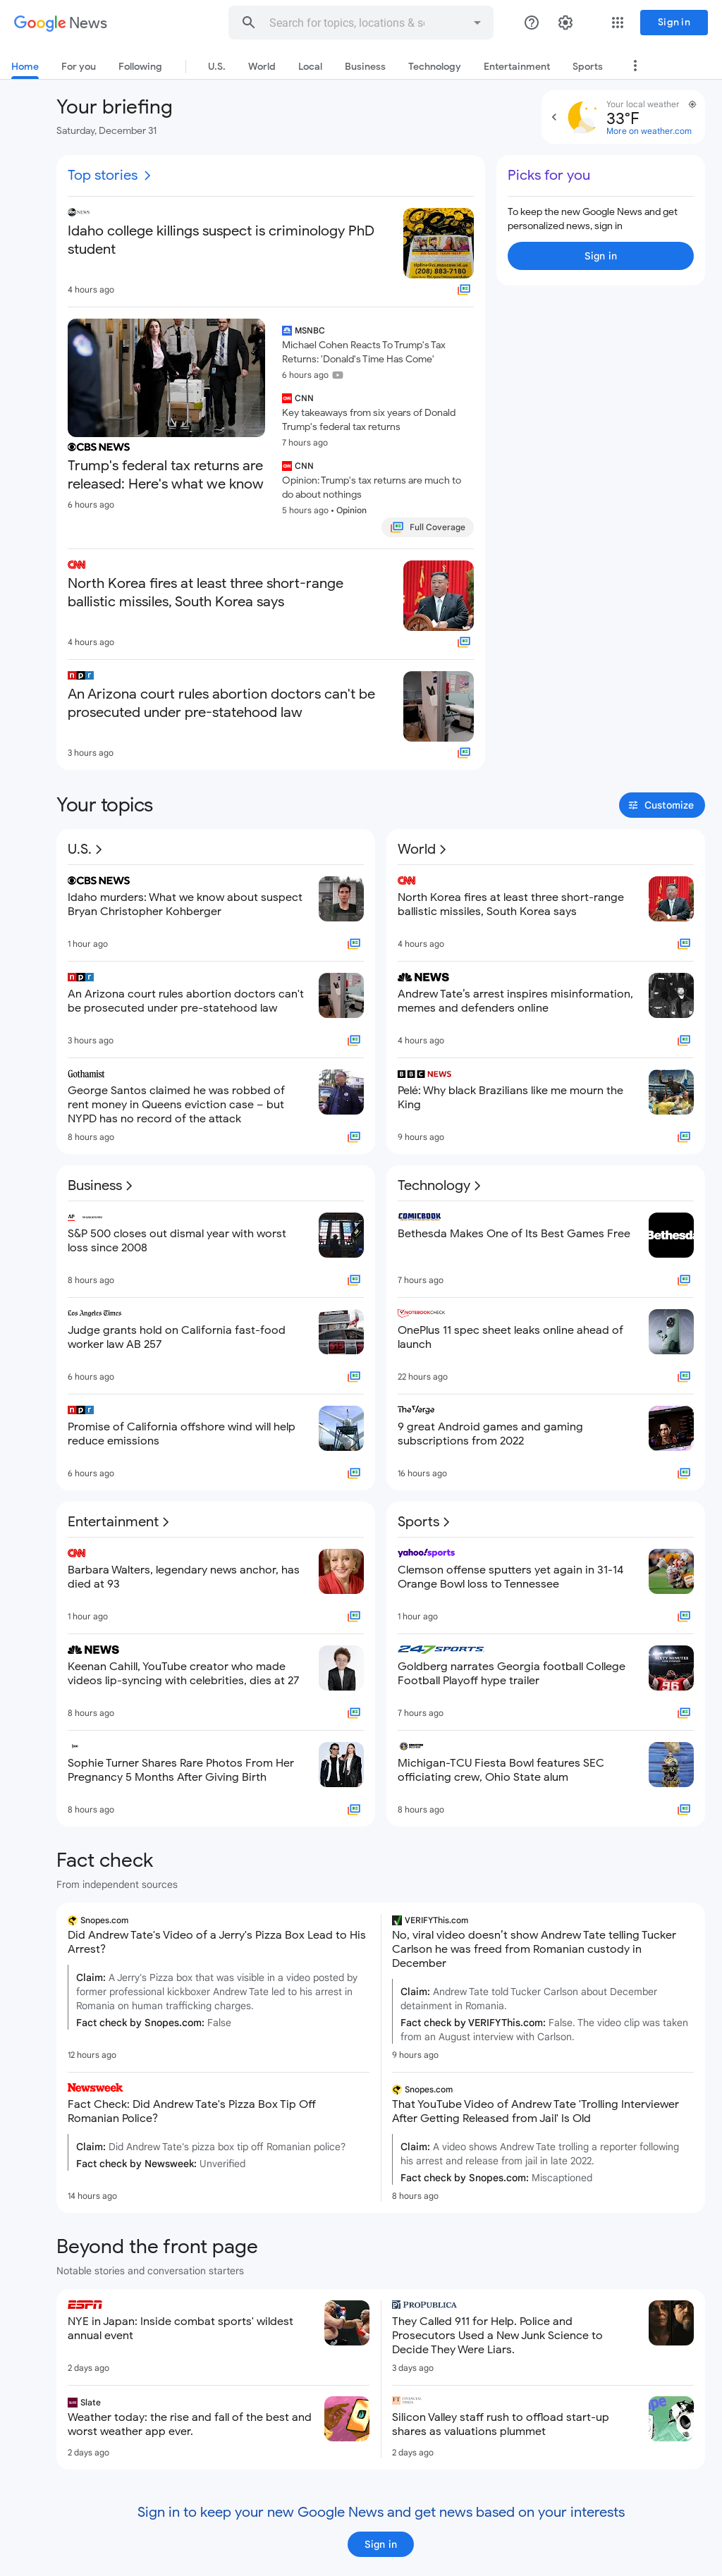 Google News
Search for topics, locations & so
Sign in
Home
For you
Following
U.S.
World
Local
Business
Technology
Entertainment
Sports
Your briefing
Saturday, December 31
Your local weather
33°F
More on weather.com
Top stories
abc NEWS
Idaho college killings suspect is criminology PhD
student
4 hours ago
(208) 883-7180
Picks for you
To keep the new Google News and get
personalized news, sign in
Sign in
CBS NEWS
Trump's federal tax returns are
released: Here's what we know
6 hours ago
MSNBC
Michael Cohen Reacts To Trump's Tax
Returns: 'Donald's Time Has Come'
6 hours ago
CNN
Key takeaways from six years of Donald
Trump's federal tax returns
7 hours ago
CNN
Opinion: Trump's tax returns are much to
do about nothings
5 hours ago • Opinion
Full Coverage
CNN
North Korea fires at least three short-range
ballistic missiles, South Korea says
4 hours ago
npr
An Arizona court rules abortion doctors can't be
prosecuted under pre-statehood law
3 hours ago
Your topics
Customize
U.S.
CBS NEWS
Idaho murders: What we know about suspect
Bryan Christopher Kohberger
1 hour ago
npr
An Arizona court rules abortion doctors can't
be prosecuted under pre-statehood law
3 hours ago
Gothamist
George Santos claimed he was robbed of
rent money in Queens eviction case – but
NYPD has no record of the attack
8 hours ago
World
CNN
North Korea fires at least three short-range
ballistic missiles, South Korea says
4 hours ago
NEWS
Andrew Tate’s arrest inspires misinformation,
memes and defenders online
4 hours ago
BBC NEWS
Pelé: Why black Brazilians like me mourn the
King
9 hours ago
Business
AP
S&P 500 closes out dismal year with worst
loss since 2008
8 hours ago
Los Angeles Times
Judge grants hold on California fast-food
worker law AB 257
6 hours ago
npr
Promise of California offshore wind will help
reduce emissions
6 hours ago
Technology
COMICBOOK
Bethesda Makes One of Its Best Games Free
Bethesda
7 hours ago
NOTEBOOKCHECK
OnePlus 11 spec sheet leaks online ahead of
launch
22 hours ago
The Verge
9 great Android games and gaming
subscriptions from 2022
16 hours ago
Entertainment
CNN
Barbara Walters, legendary news anchor, has
died at 93
1 hour ago
NEWS
Keenan Cahill, YouTube creator who made
videos lip-syncing with celebrities, dies at 27
8 hours ago
Sophie Turner Shares Rare Photos From Her
Pregnancy 5 Months After Giving Birth
8 hours ago
Sports
yahoo!sports
Clemson offense sputters yet again in 31-14
Orange Bowl loss to Tennessee
1 hour ago
247SPORTS
Goldberg narrates Georgia football College
Football Playoff hype trailer
7 hours ago
Michigan-TCU Fiesta Bowl features SEC
officiating crew, Ohio State alum
8 hours ago
Fact check
From independent sources
Snopes.com
Did Andrew Tate's Video of a Jerry's Pizza Box Lead to His
Arrest?
Claim: A Jerry's Pizza box that was visible in a video posted by
former professional kickboxer Andrew Tate led to his arrest in
Romania on human trafficking charges.
Fact check by Snopes.com: False
12 hours ago
VERIFYThis.com
No, viral video doesn’t show Andrew Tate telling Tucker
Carlson he was freed from Romanian custody in
December
Claim: Andrew Tate told Tucker Carlson about December
detainment in Romania.
Fact check by VERIFYThis.com: False. The video clip was taken
from an August interview with Carlson.
9 hours ago
Newsweek
Fact Check: Did Andrew Tate's Pizza Box Tip Off
Romanian Police?
Claim: Did Andrew Tate's pizza box tip off Romanian police?
Fact check by Newsweek: Unverified
14 hours ago
Snopes.com
That YouTube Video of Andrew Tate 'Trolling Interviewer
After Getting Released from Jail' Is Old
Claim: A video shows Andrew Tate trolling a reporter following
his arrest and release from jail in late 2022.
Fact check by Snopes.com: Miscaptioned
8 hours ago
Beyond the front page
Notable stories and conversation starters
ESPN
NYE in Japan: Inside combat sports' wildest
annual event
2 days ago
PROPUBLICA
They Called 911 for Help. Police and
Prosecutors Used a New Junk Science to
Decide They Were Liars.
3 days ago
Slate
Weather today: the rise and fall of the best and
worst weather app ever.
2 days ago
FT FINANCIAL TIMES
Silicon Valley staff rush to offload start-up
shares as valuations plummet
2 days ago
Sign in to keep your new Google News and get news based on your interests
Sign in